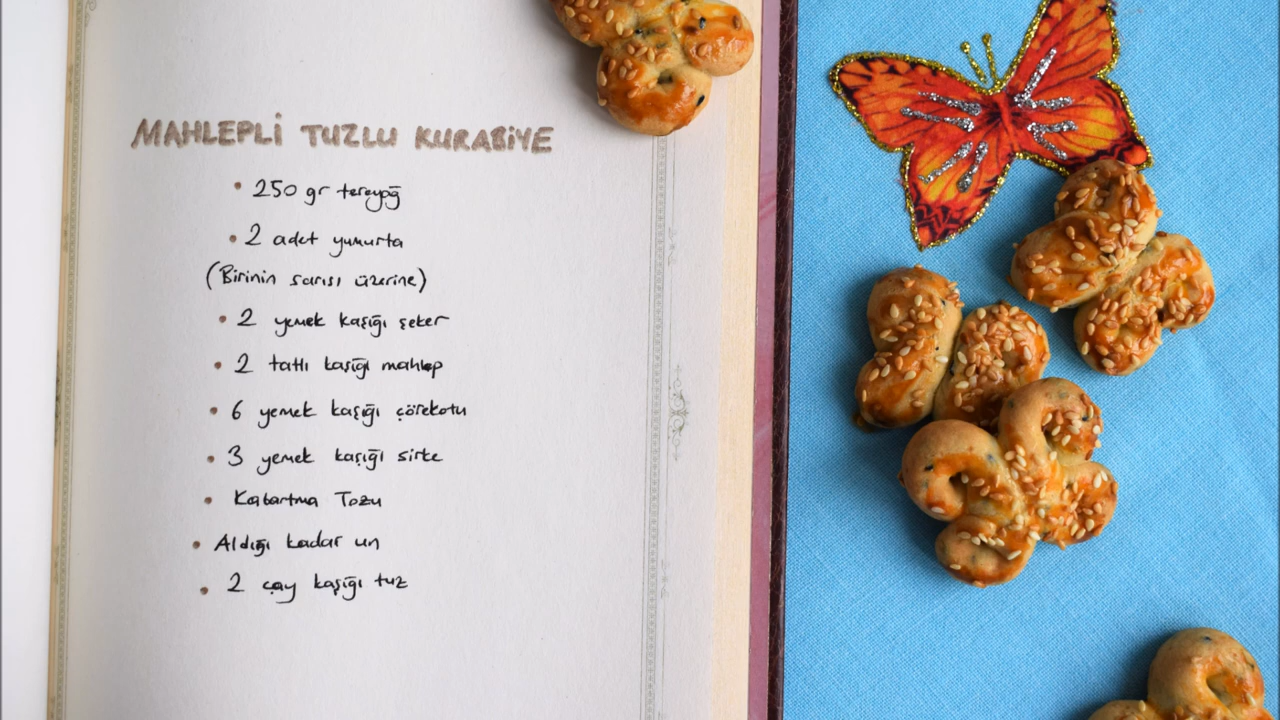 MAHLEPLİ TUZLU KURABİYE
• 250 gr tereyağ
• 2 adet yumurta
(Birinin sarısı üzerine)
• 2 yemek kaşığı şeker
• 2 tatlı kaşığı mahlep
• 6 yemek kaşığı çörekotu
• 3 yemek kaşığı sirke
• Kabartma Tozu
• Aldığı kadar un
• 2 çay kaşığı tuz